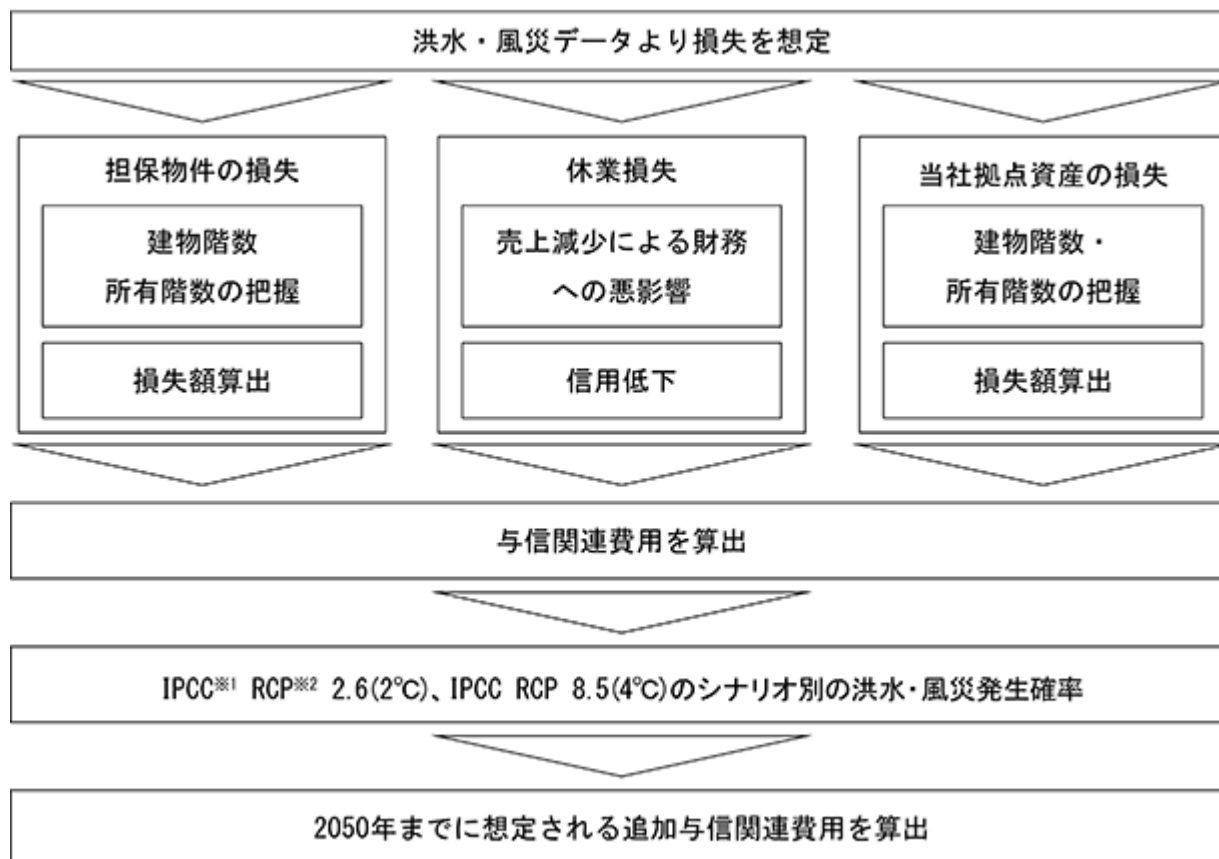 洪水・風災データより損失を想定
担保物件の損失
建物階数
所有階数の把握
損失額算出
休業損失
売上減少による財務
への悪影響
信用低下
当社拠点資産の損失
建物階数・
所有階数の把握
損失額算出
与信関連費用を算出
IPCC※1 RCP※2 2.6(2℃)、IPCC RCP 8.5(4℃)のシナリオ別の洪水・風災発生確率
2050年までに想定される追加与信関連費用を算出